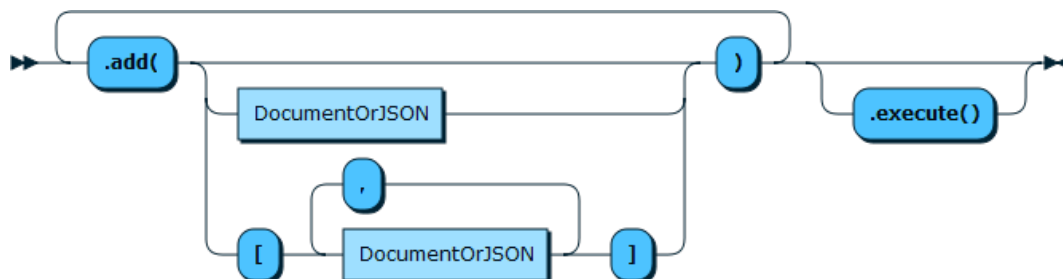 .add( ) 
DocumentOrJSON .execute()
,
[ DocumentOrJSON ]